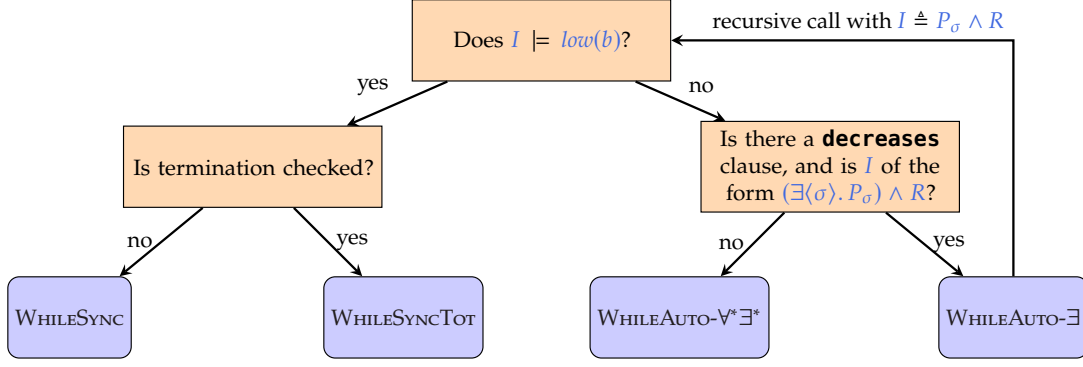 recursive call with I ≜ P_σ ∧ R
Does I ⊨ low(b)?
yes
no
Is termination checked?
Is there a decreases
clause, and is I of the
form (∃⟨σ⟩. P_σ) ∧ R?
no
yes
no
yes
WHILESYNC
WHILESYNCTOT
WHILEAUTO-∀*∃*
WHILEAUTO-∃